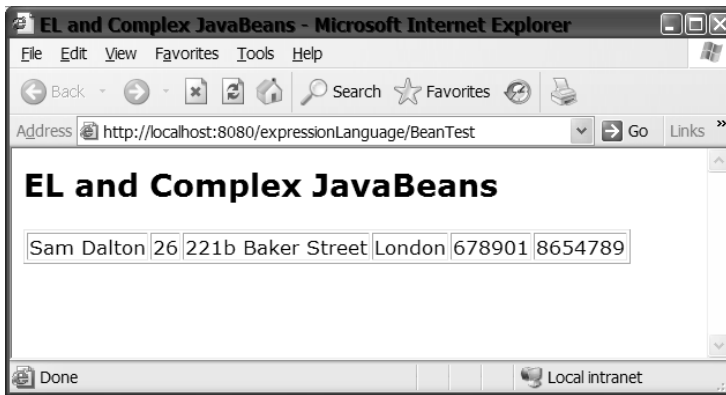 EL and Complex JavaBeans - Microsoft Internet Explorer
File Edit View Favorites Tools Help
Back Search Favorites
Address http://localhost:8080/expressionLanguage/BeanTest Go Links »
EL and Complex JavaBeans
Sam Dalton 26 221b Baker Street London 678901 8654789
Done Local intranet